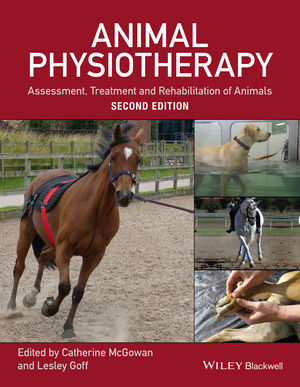 ANIMAL
PHYSIOTHERAPY
Assessment, Treatment and Rehabilitation of Animals
SECOND EDITION
Edited by Catherine McGowan
and Lesley Goff
WILEY Blackwell